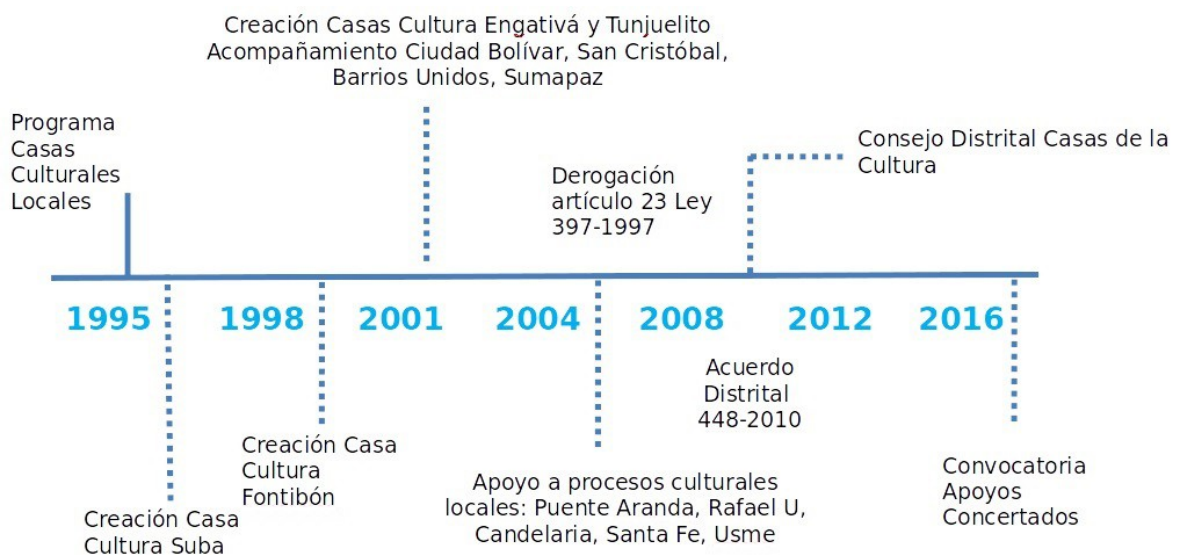 Creación Casas Cultura Engativá y Tunjuelito
Acompañamiento Ciudad Bolívar, San Cristóbal,
Barrios Unidos, Sumapaz
Programa
Casas
Culturales
Locales
Derogación
artículo 23 Ley
397-1997
Consejo Distrital Casas de la
Cultura
1995 1998 2001 2004 2008 2012 2016
Creación Casa
Cultura Suba
Creación Casa
Cultura
Fontibón
Apoyo a procesos culturales
locales: Puente Aranda, Rafael U,
Candelaria, Santa Fe, Usme
Acuerdo
Distrital
448-2010
Convocatoria
Apoyos
Concertados